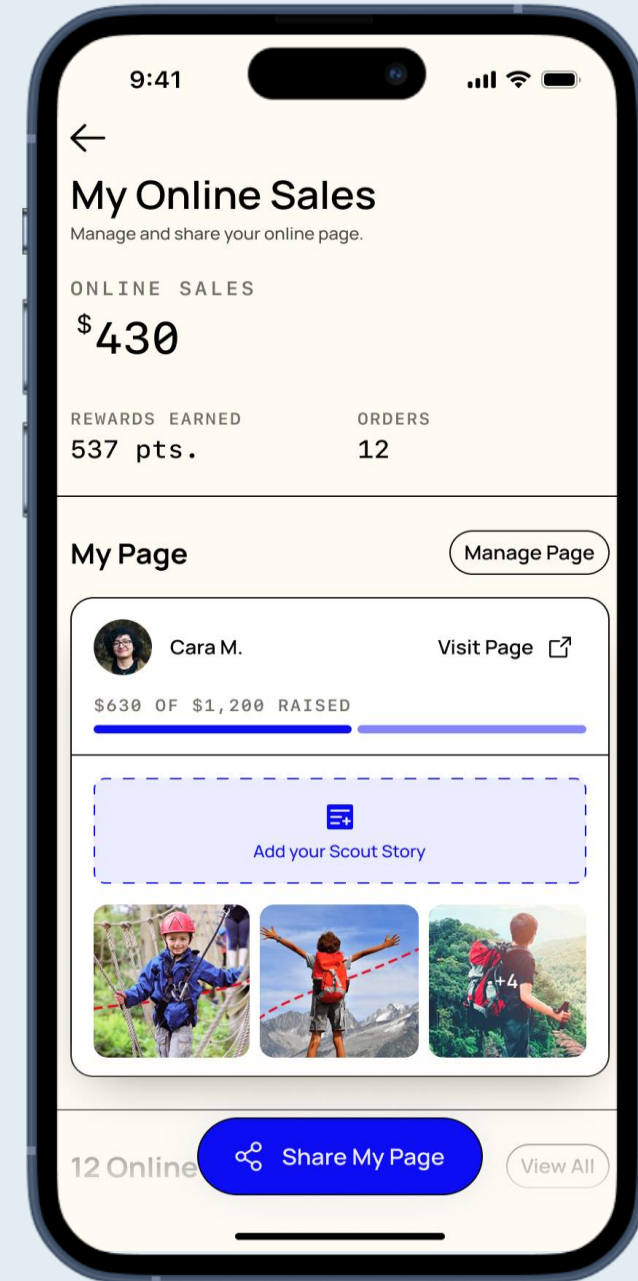 9:41
My Online Sales
Manage and share your online page.
ONLINE SALES
$430
REWARDS EARNED ORDERS
537 pts. 12
My Page Manage Page
Cara M. Visit Page
$630 OF $1,200 RAISED
Add your Scout Story
+4
12 Online Share My Page View All